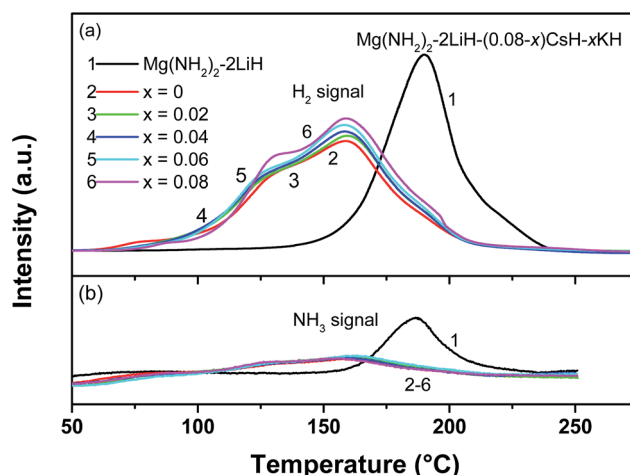 (a)
Mg(NH₂)₂-2LiH-(0.08-x)CsH-xKH
1 Mg(NH₂)₂-2LiH
2 x = 0
3 x = 0.02
4 x = 0.04
5 x = 0.06
6 x = 0.08
H₂ signal
1
6
5
3
2
4
Intensity (a.u.)
(b)
NH₃ signal
1
2-6
50 100 150 200 250
Temperature (°C)